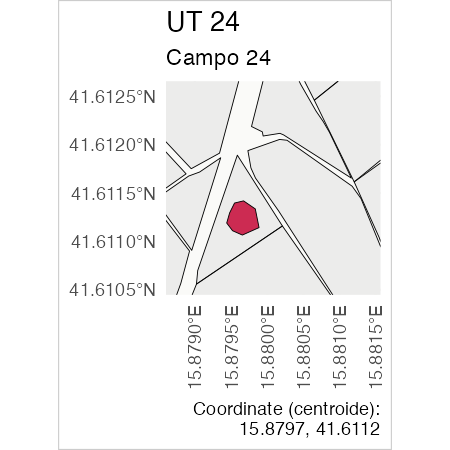 UT 24
Campo 24
41.6125°N
41.6120°N
41.6115°N
41.6110°N
41.6105°N
15.8790°E
15.8795°E
15.8800°E
15.8805°E
15.8810°E
15.8815°E
Coordinate (centroide):
15.8797, 41.6112